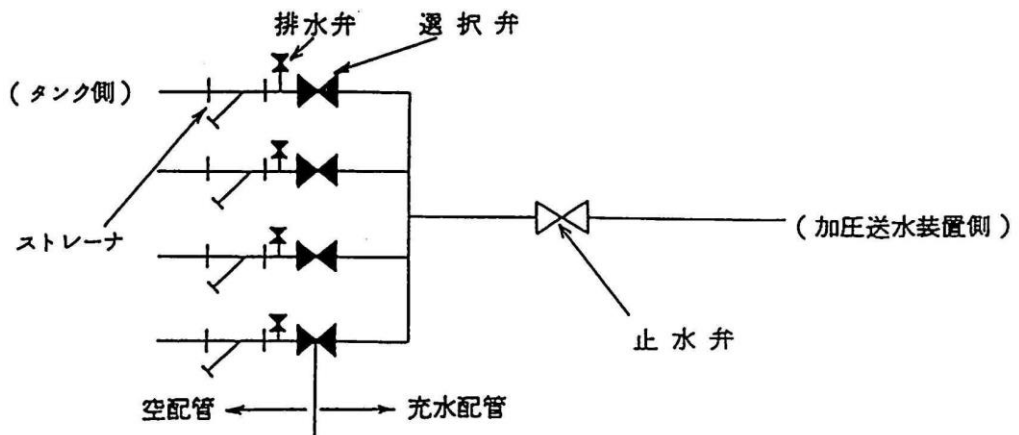 排水弁
選択弁
(タンク側)
ストレーナ
(加圧送水装置側)
止水弁
空配管
充水配管